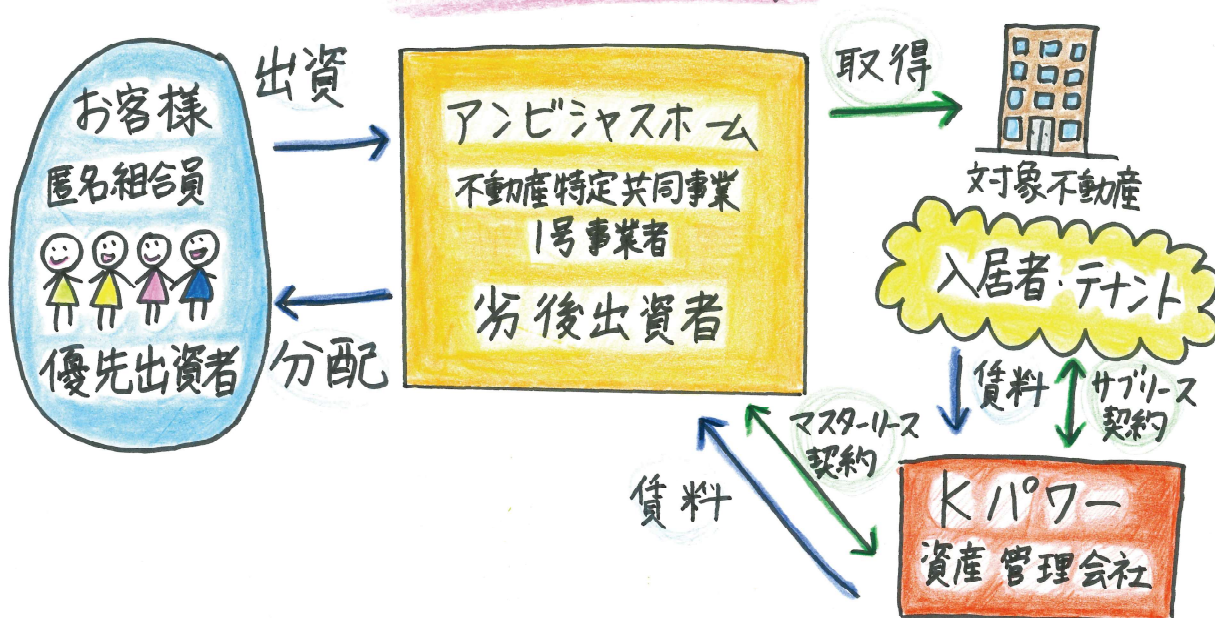 お客様
匿名組合員
優先出資者
出資
分配
アンビシャスホーム
不動産特定共同事業
1号事業者
劣後出資者
取得
対象不動産
入居者・テナント
賃料
サブリース
契約
マスターリース
契約
賃料
Kパワー
資産管理会社